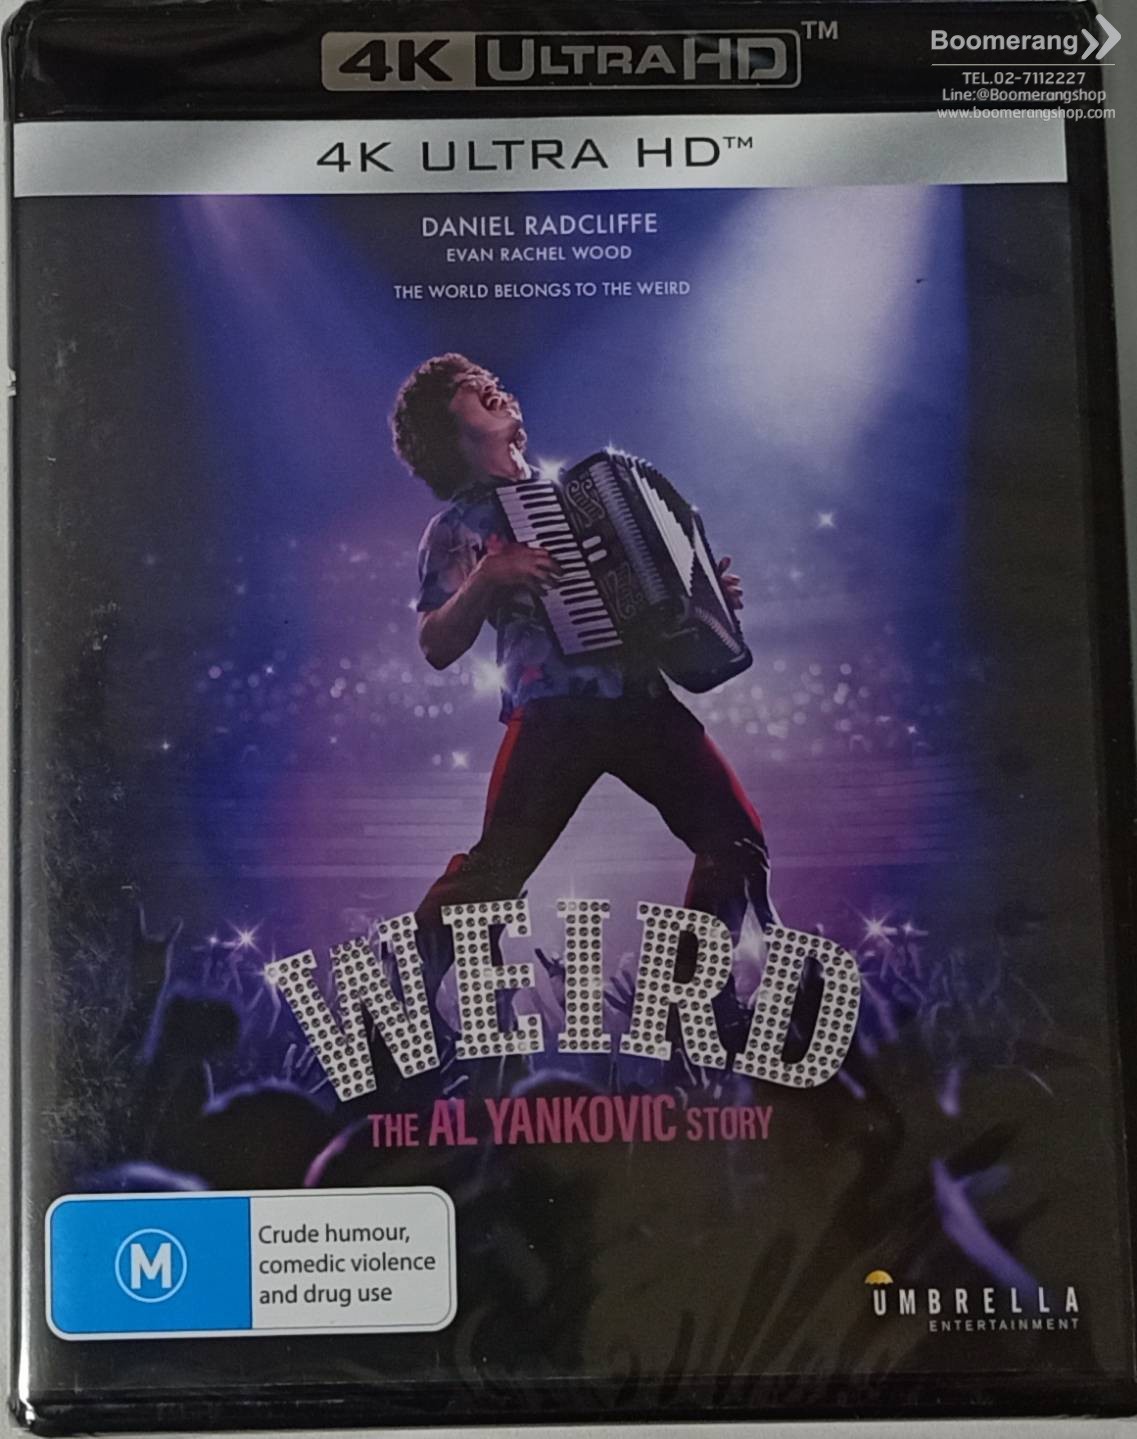 4K ULTRA HD™
Boomerang
TEL.02-7112227
Line:@Boomerangshop
www.boomerangshop.com
4K ULTRA HD™
DANIEL RADCLIFFE
EVAN RACHEL WOOD
THE WORLD BELONGS TO THE WEIRD
WEIRD
THE AL YANKOVIC STORY
M
Crude humour,
comedic violence
and drug use
UMBRELLA
ENTERTAINMENT